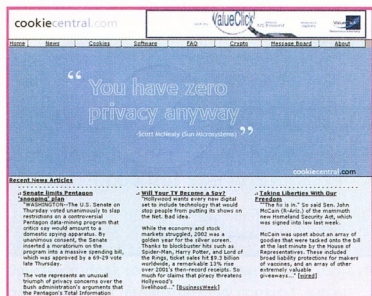 cookiecentral.com
ValueClick
Home News Cookies Software FAQ Crypto Message Board About
“ You have zero
privacy anyway
-Scott McNealy (Sun Microsystems) ”
cookiecentral.com
Recent News Articles
Senate limits Pentagon
'snooping' plan
"WASHINGTON--The U.S. Senate on
Thursday voted unanimously to slap
restrictions on a controversial
Pentagon data-mining program that
critics say would amount to a
domestic spying apparatus. By
unanimous consent, the Senate
inserted a moratorium on the
program into a massive spending bill,
which was approved by a 69-29 vote
late Thursday.
The vote represents an unusual
triumph of privacy concerns over the
Bush administration's arguments that
the Pentagon's Total Information
Will Your TV Become a Spy?
"Hollywood wants every new digital
set to include technology that would
stop people from putting its shows on
the Net. Bad idea.
While the economy and stock
markets struggled, 2002 was a
golden year for the silver screen.
Thanks to blockbuster hits such as
Spider-Man, Harry Potter, and Lord of
the Rings, ticket sales hit $9.3 billion
worldwide, a remarkable 13% rise
over 2001's then-record receipts. So
much for claims that piracy threatens
Hollywood's
livelihood..." [BusinessWeek]
Taking Liberties With Our
Freedom
"The fix is in." So said Sen. John
McCain (R-Ariz.) of the mammoth
new Homeland Security Act, which
was signed into law last week.
McCain was upset about an array of
goodies that were tacked onto the bill
at the last minute by the House of
Representatives. These included
broad liability protections for makers
of vaccines, and an array of other
extremely valuable
giveaways..." [wired]